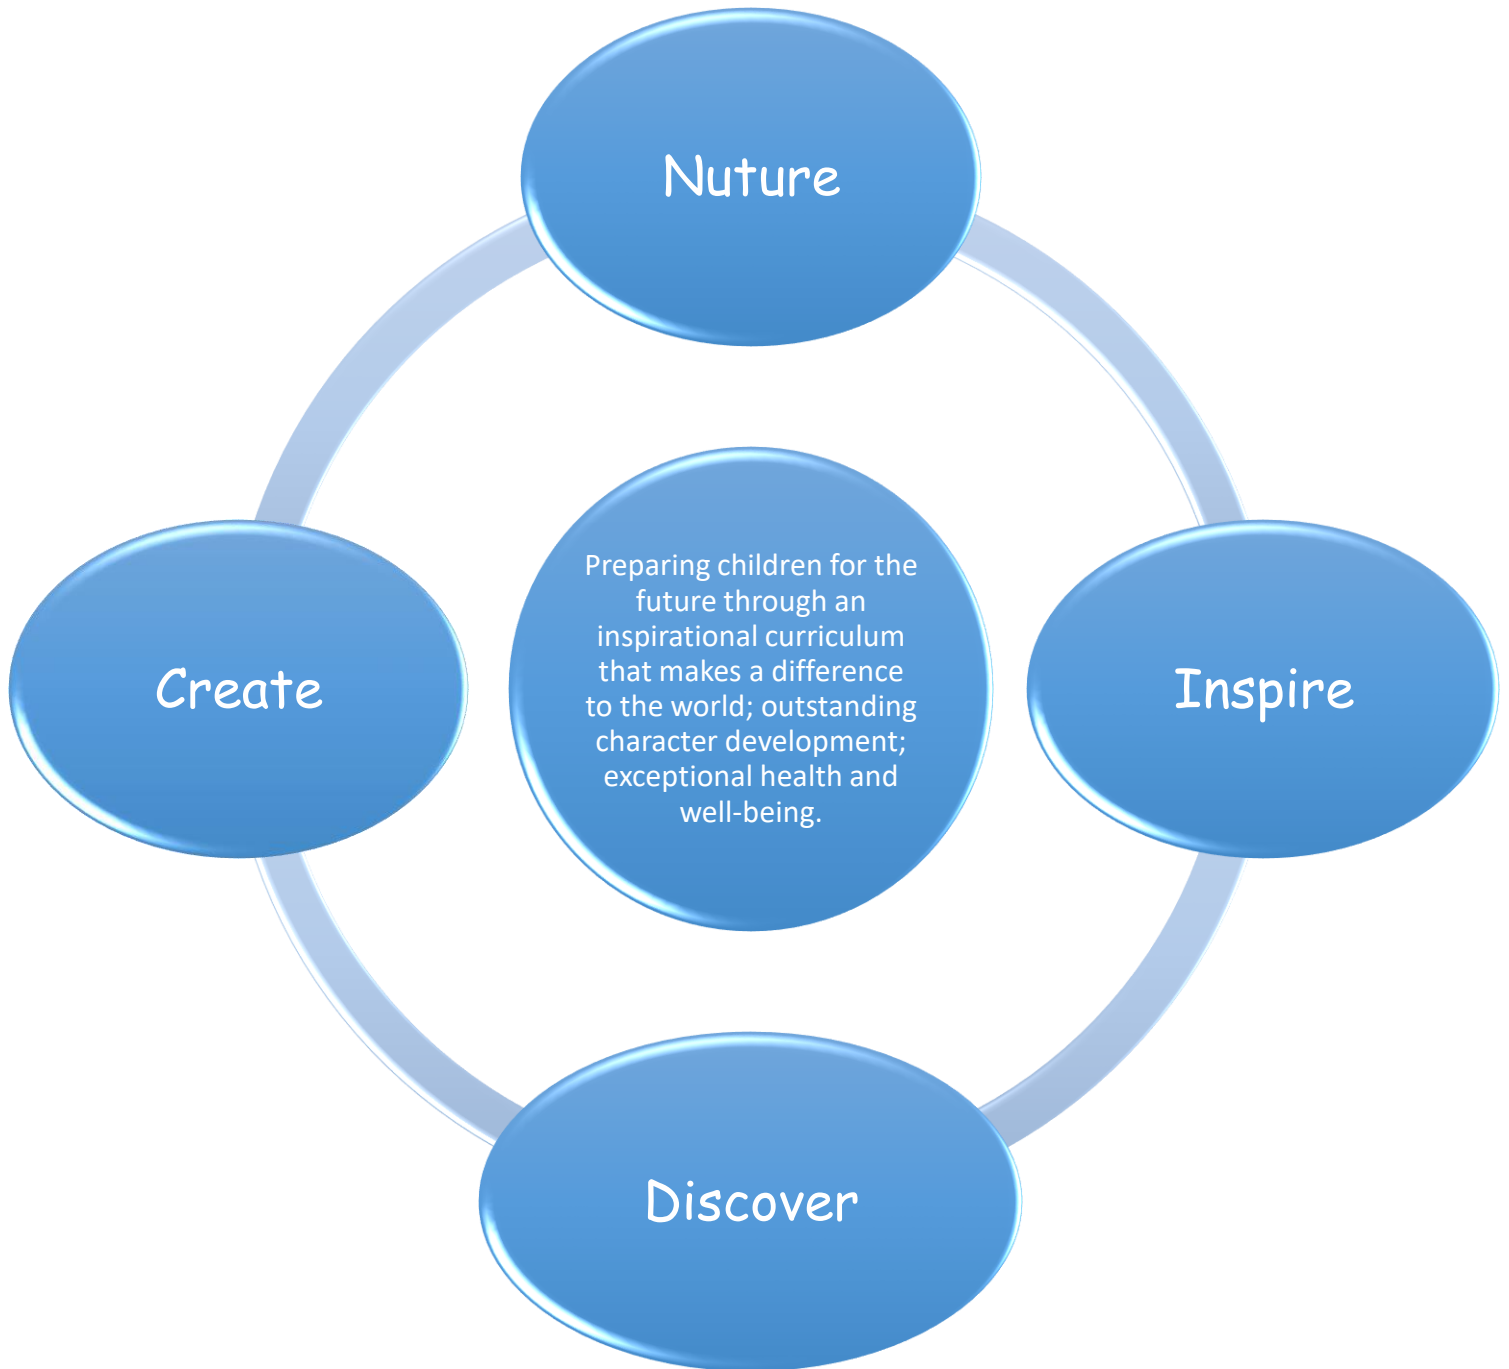 Nuture
Preparing children for the
future through an
inspirational curriculum
that makes a difference
to the world; outstanding
character development;
exceptional health and
well-being.
Create
Inspire
Discover